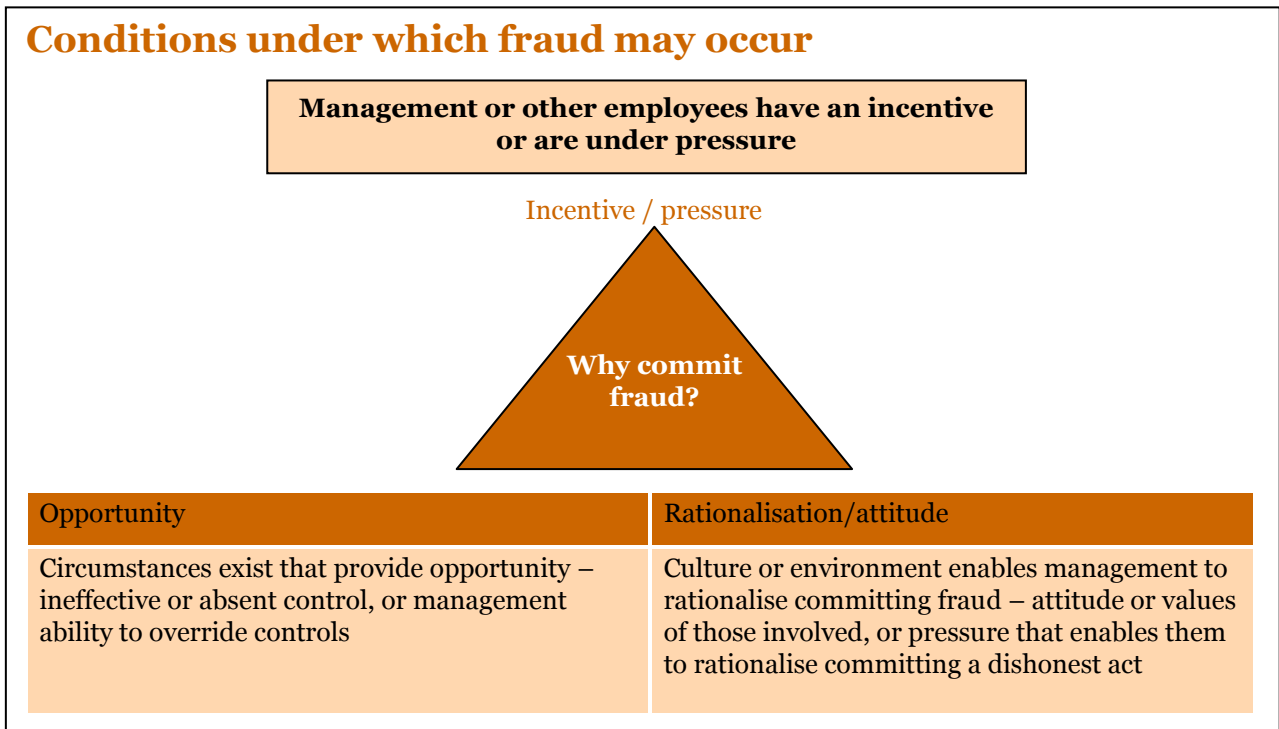 Conditions under which fraud may occur
Management or other employees have an incentive
or are under pressure
Incentive / pressure
Why commit
fraud?
Opportunity
Rationalisation/attitude
Circumstances exist that provide opportunity –
ineffective or absent control, or management
ability to override controls
Culture or environment enables management to
rationalise committing fraud – attitude or values
of those involved, or pressure that enables them
to rationalise committing a dishonest act